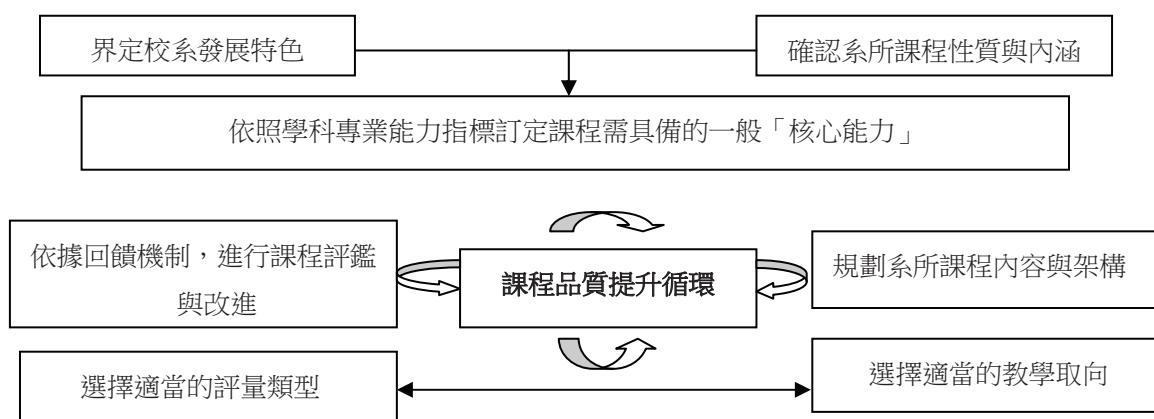 界定校系發展特色
確認系所課程性質與內涵
依照學科專業能力指標訂定課程需具備的一般「核心能力」
依據回饋機制，進行課程評鑑
與改進
課程品質提升循環
規劃系所課程內容與架構
選擇適當的評量類型
選擇適當的教學取向